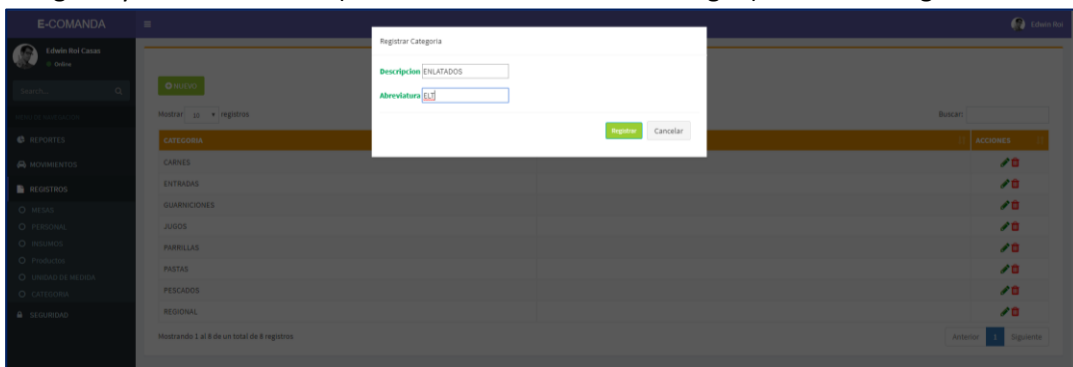 E-COMANDA
Edwin Roi
Edwin Roi Casas
Online
Search...
MENU DE NAVEGACION
REPORTES
MOVIMIENTOS
REGISTROS
MESAS
PERSONAL
INSUMOS
Productos
UNIDAD DE MEDIDA
CATEGORIA
SEGURIDAD
Registrar Categoria
Descripcion ENLATADOS
Abreviatura ELT
Registrar Cancelar
NUEVO
Mostrar 10 registros
Buscar:
CATEGORIA ACCIONES
CARNES
ENTRADAS
GUARNICIONES
JUGOS
PARRILLAS
PASTAS
PESCADOS
REGIONAL
Mostrando 1 al 8 de un total de 8 registros
Anterior 1 Siguiente